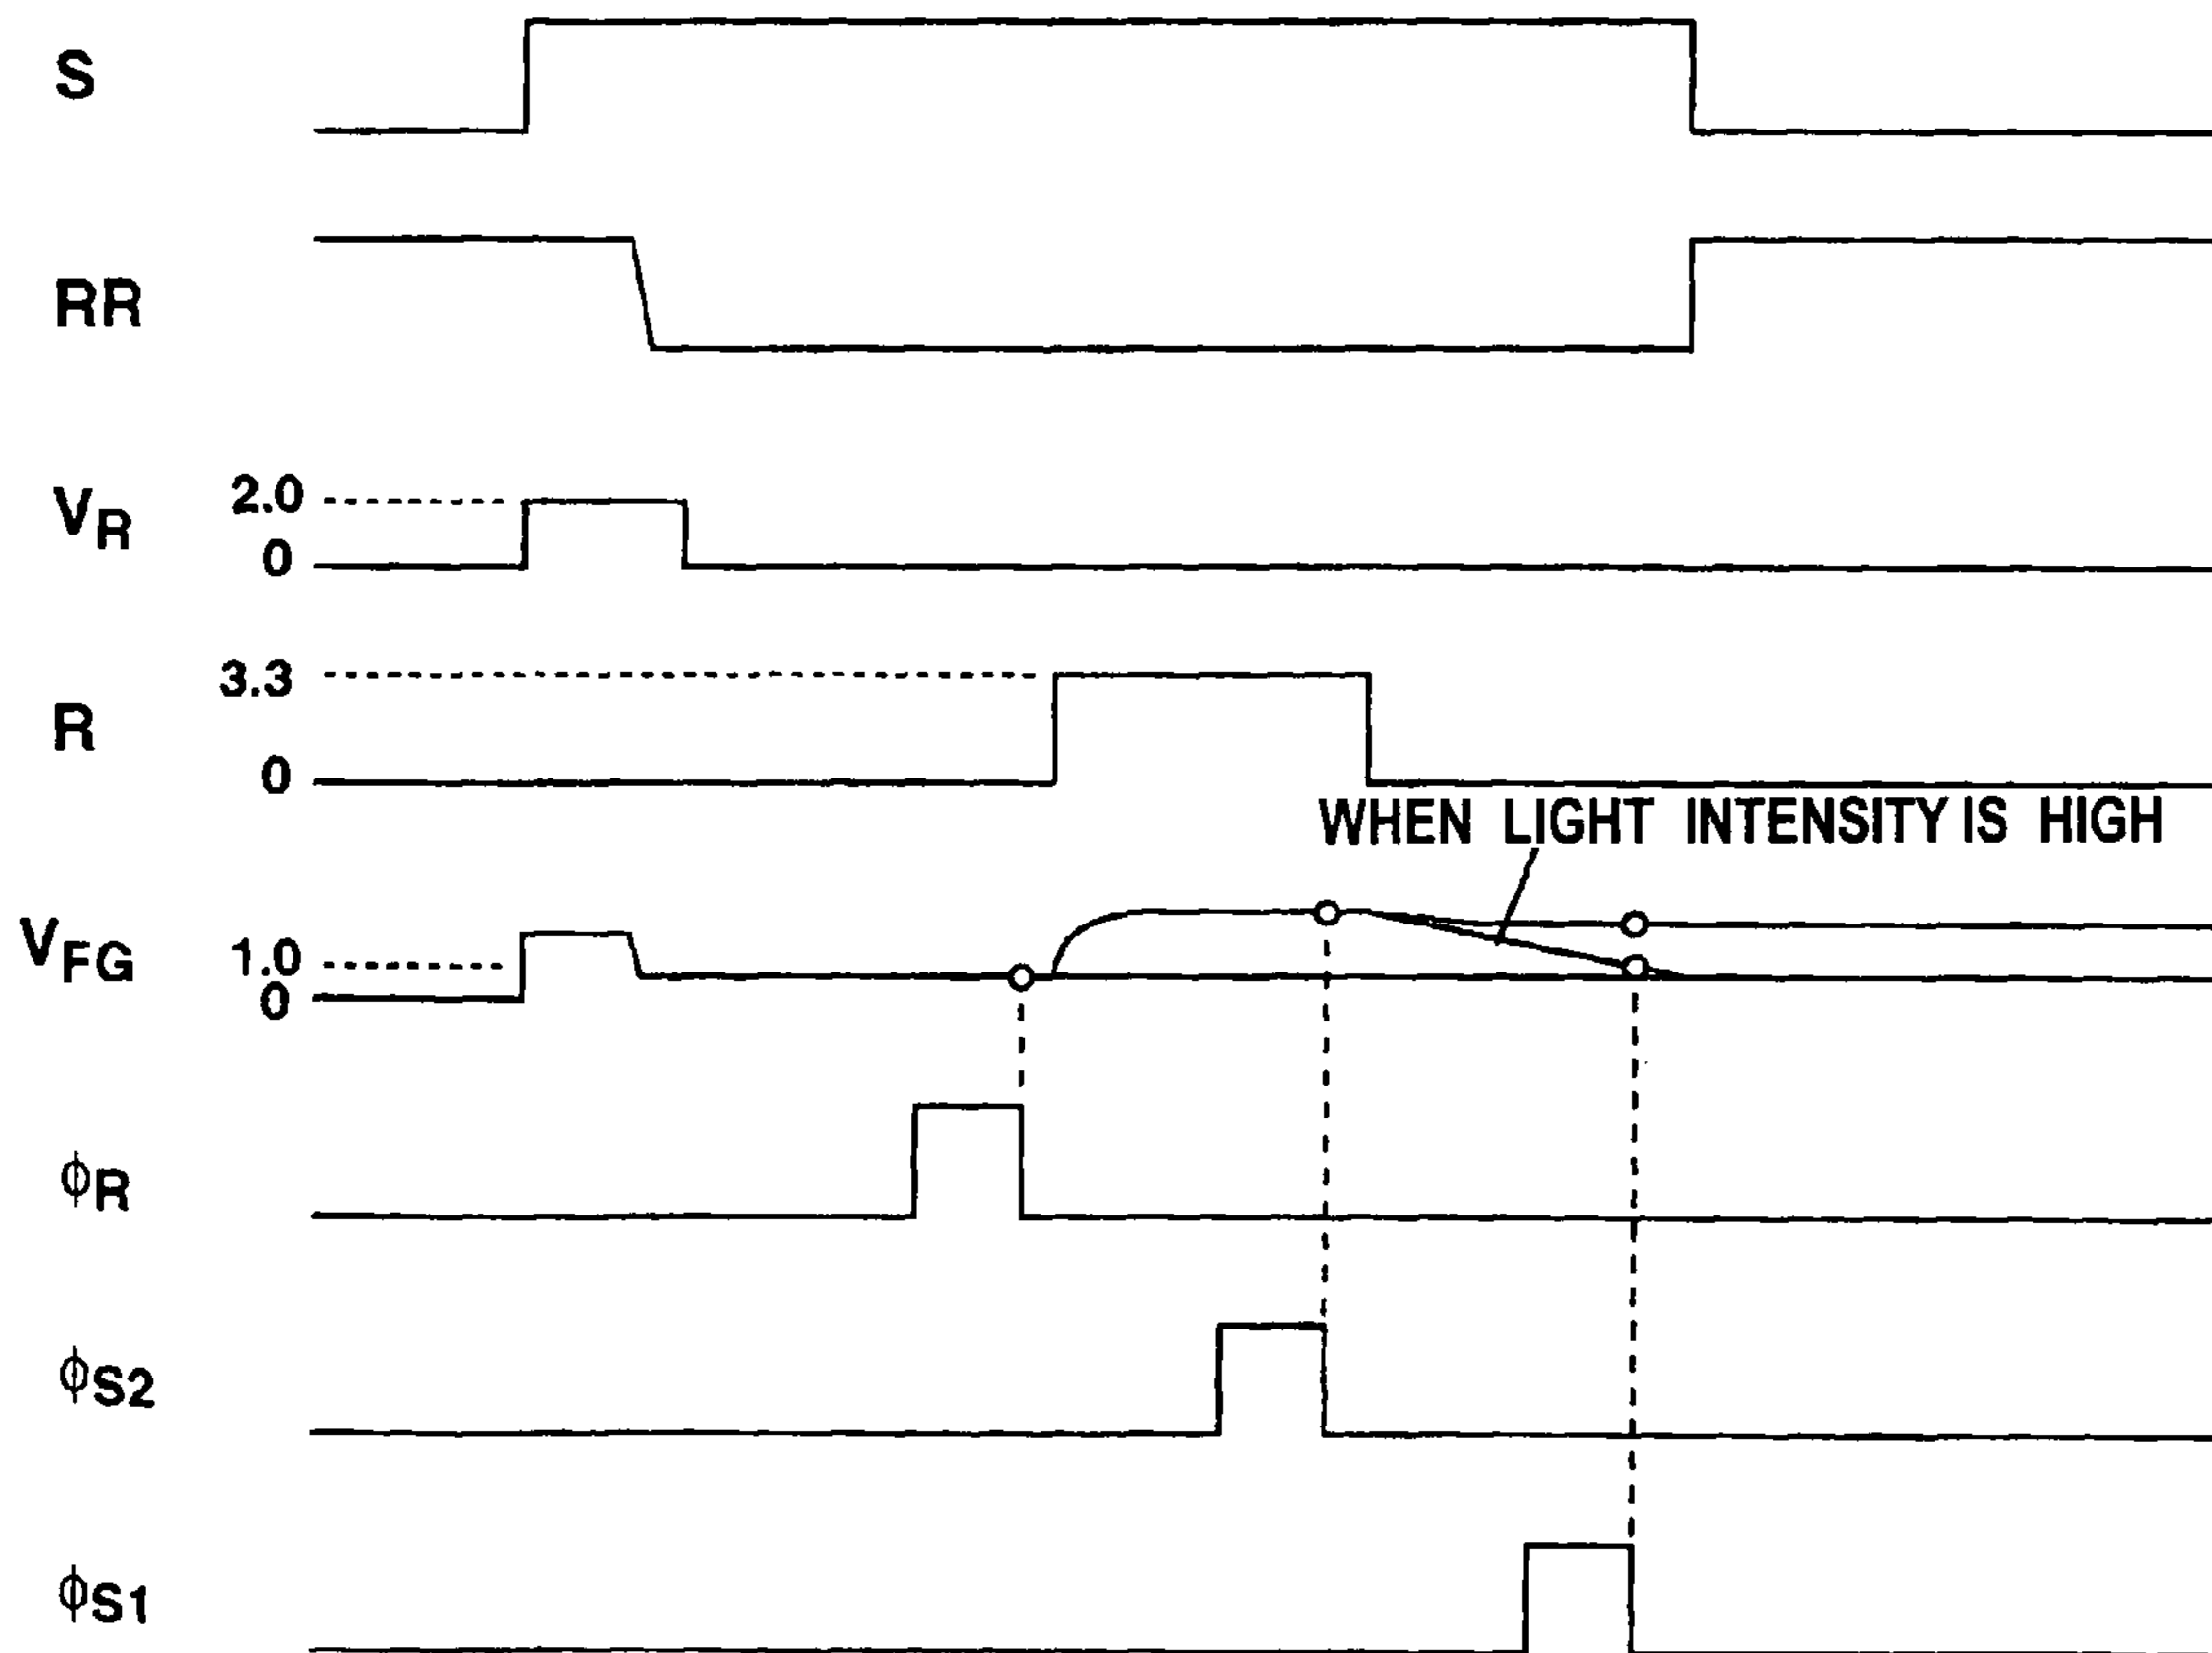 S
RR
VR 2.0
0
R 3.3
0
WHEN LIGHT INTENSITY IS HIGH
VFG 1.0
0
ϕR
ϕS2
ϕS1